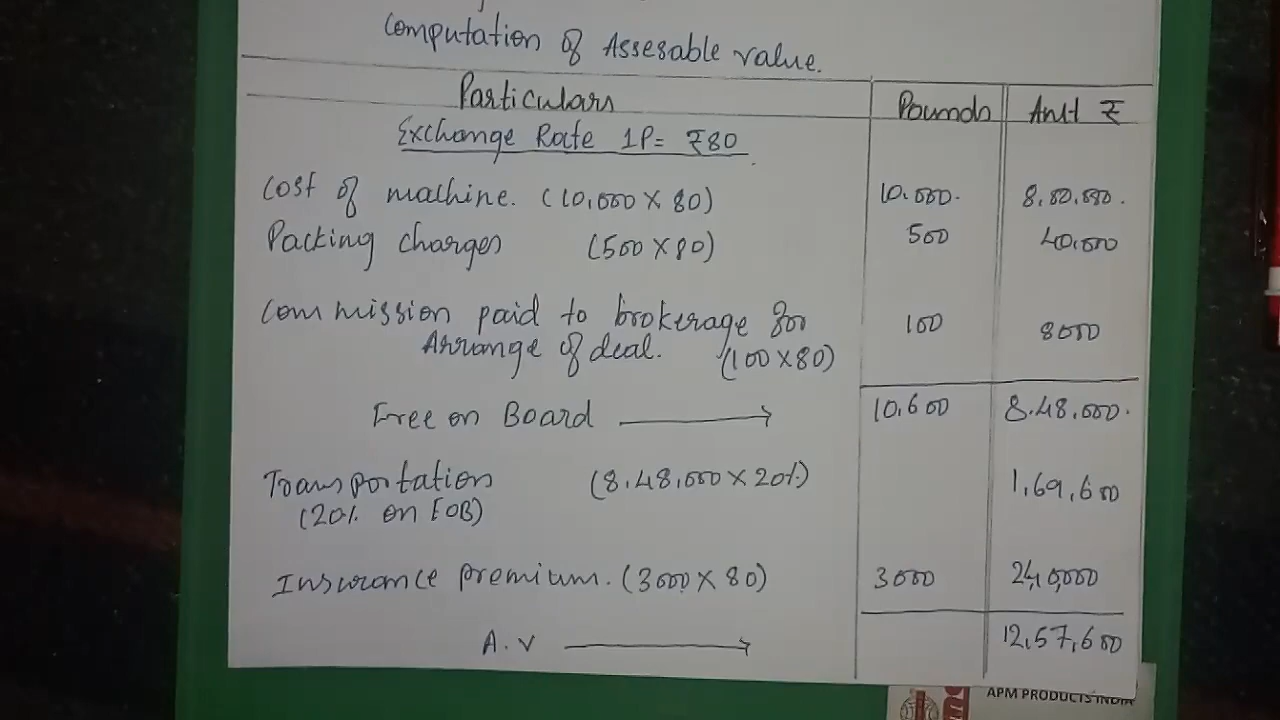 Computation of Assesable value.
Particulars Pounds Amt ₹
Exchange Rate 1P= ₹80
Cost of machine. (10,000 × 80) 10,000. 8,00,000.
Packing charges (500 × 80) 500 40,000
Commission paid to brokerage for 100 8000
Arrange of deal. (100 × 80)
Free on Board → 10,600 8,48,000.
Transportation (8,48,000 × 20%) 1,69,600
(20% on FOB)
Insurance premium. (3000 × 80) 3000 2,40,000
A.V → 12,57,600
APM PRODUCTS INDIA